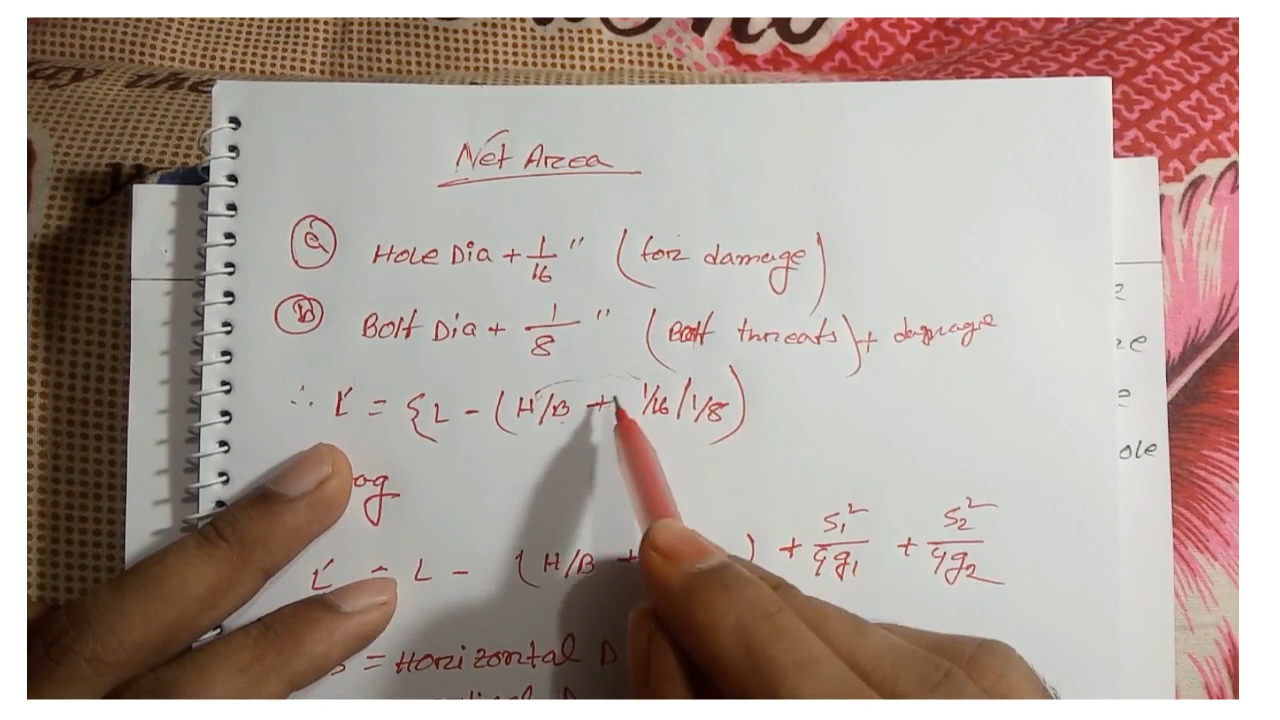 Net Area
(a) Hole Dia + 1/16" (for damage)
(b) Bolt Dia + 1/8" (Bolt threats) + damage
∴ L' = {L - (H/B + 1/16 / 1/8)
L' = L - (H/B + ) + S₁²/4g₁ + S₂²/4g₂
= Horizontal D
ole